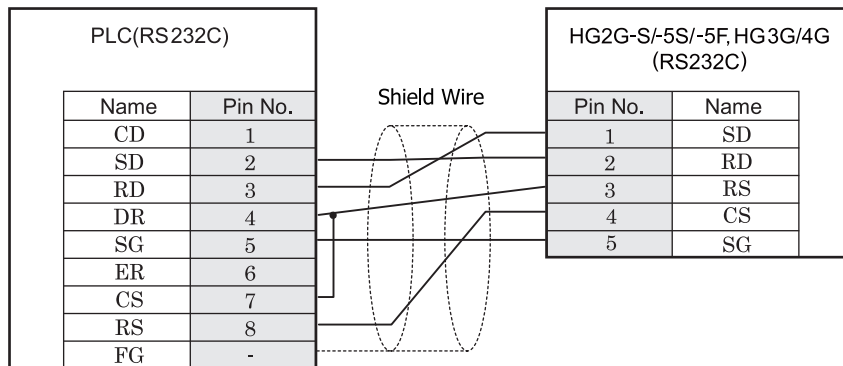 PLC(RS232C)
HG2G-S/-5S/-5F, HG3G/4G
(RS232C)
Shield Wire
Name Pin No.
CD 1
SD 2
RD 3
DR 4
SG 5
ER 6
CS 7
RS 8
FG -
Pin No. Name
1 SD
2 RD
3 RS
4 CS
5 SG